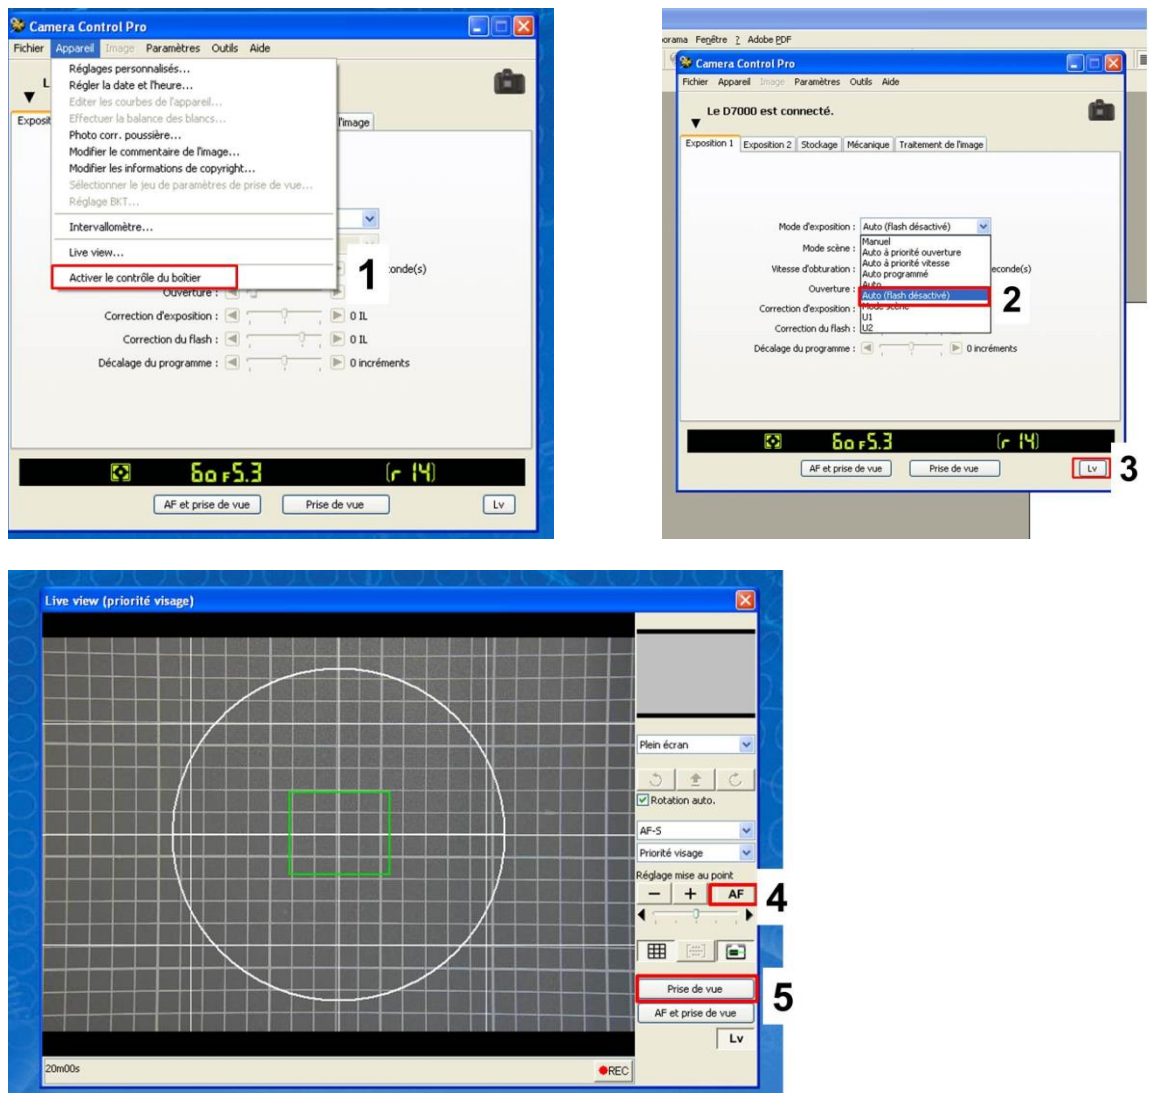 Camera Control Pro
Fichier Appareil Image Paramètres Outils Aide
L
Réglages personnalisés...
Régler la date et l'heure...
Editer les courbes de l'appareil...
Effectuer la balance des blancs...
Photo corr. poussière...
Modifier le commentaire de l'image...
Modifier les informations de copyright...
Sélectionner le jeu de paramètres de prise de vue...
Réglage BKT...
Intervallomètre...
Live view...
Activer le contrôle du boîtier
Exposit
l'image
1
onde(s)
Ouverture :
Correction d'exposition : 0 IL
Correction du flash : 0 IL
Décalage du programme : 0 incréments
60 F5.3 (r 14)
AF et prise de vue Prise de vue Lv
orama Fenêtre ? Adobe PDF
Camera Control Pro
Fichier Appareil Image Paramètres Outils Aide
Le D7000 est connecté.
Exposition 1 Exposition 2 Stockage Mécanique Traitement de l'image
Mode d'exposition : Auto (flash désactivé)
Mode scène :
Vitesse d'obturation :
econde(s)
Ouverture :
Correction d'exposition :
Correction du flash :
Manuel
Auto à priorité ouverture
Auto à priorité vitesse
Auto programmé
Auto
Auto (flash désactivé)
Mode scène
U1
U2
2
Décalage du programme : 0 incréments
60 F5.3 (r 14)
AF et prise de vue Prise de vue Lv
3
Live view (priorité visage)
Plein écran
Rotation auto.
AF-S
Priorité visage
Réglage mise au point
− + AF
4
Prise de vue
5
AF et prise de vue
Lv
20m00s
REC